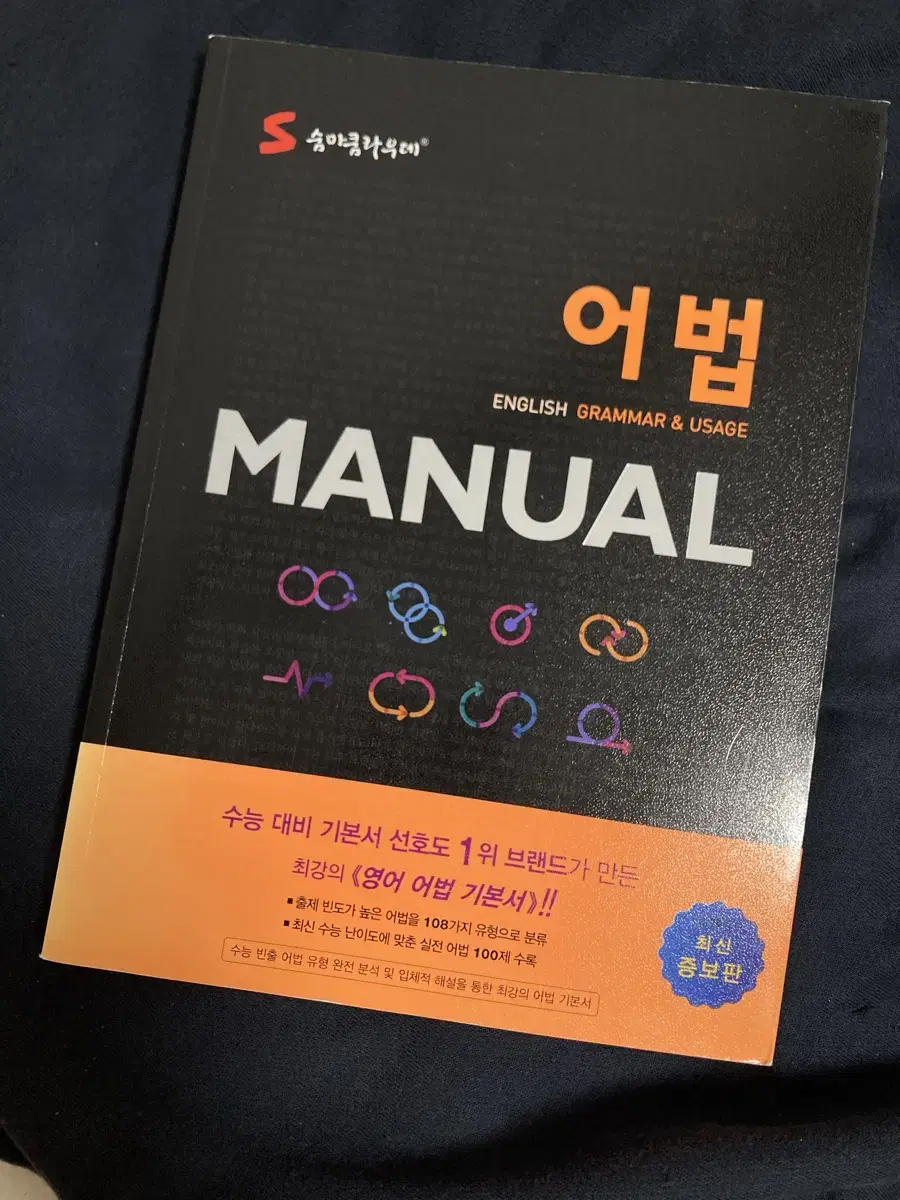 S 숨마쿰라우데®
어법
ENGLISH GRAMMAR & USAGE
MANUAL
수능 대비 기본서 선호도 1위 브랜드가 만든
최강의 《영어 어법 기본서》!!
■ 출제 빈도가 높은 어법을 108가지 유형으로 분류
■ 최신 수능 난이도에 맞춘 실전 어법 100제 수록
수능 빈출 어법 유형 완전 분석 및 입체적 해설을 통한 최강의 어법 기본서
최신
증보판